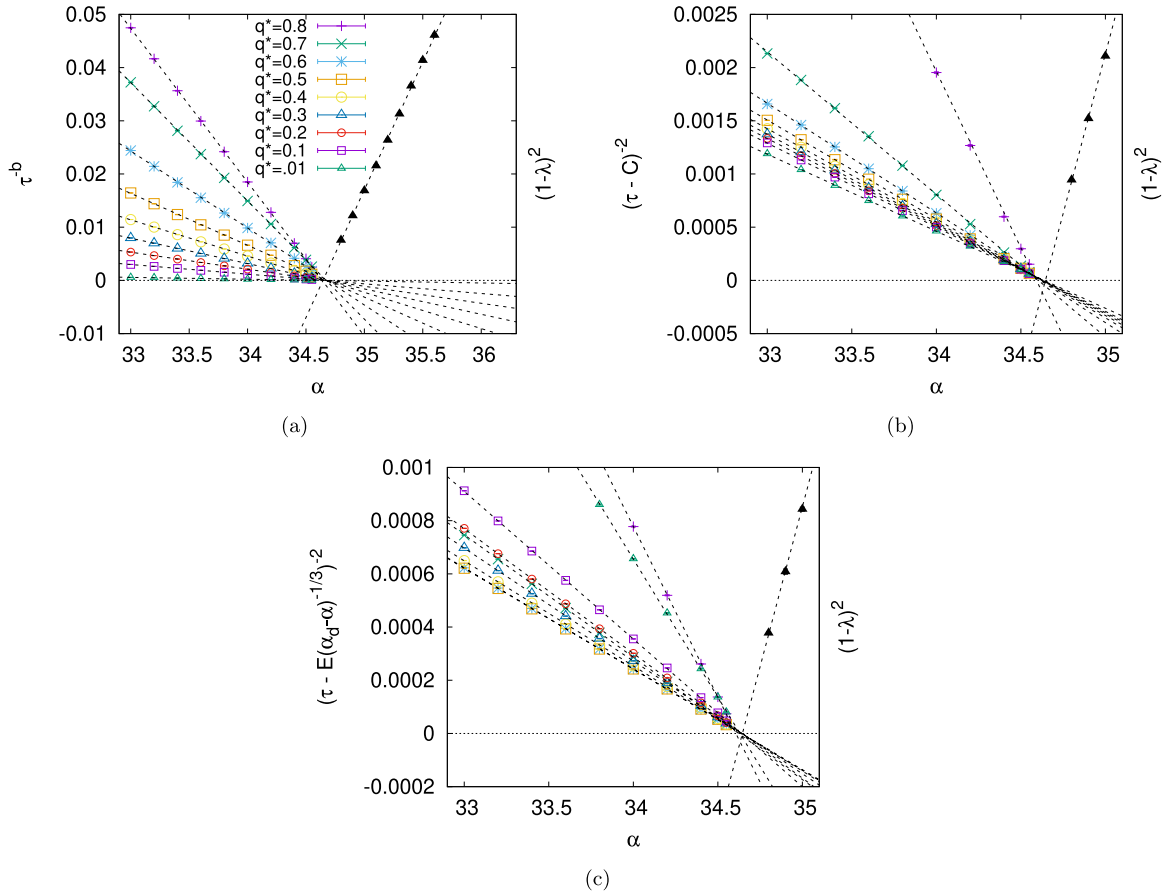 0.05
0.04
0.03
0.02
0.01
0
-0.01
τ^-b
q*=0.8
q*=0.7
q*=0.6
q*=0.5
q*=0.4
q*=0.3
q*=0.2
q*=0.1
q*=.01
33 33.5 34 34.5 35 35.5 36
α
(1-λ)^2
(a)
0.0025
0.002
0.0015
0.001
0.0005
0
-0.0005
(τ - C)^-2
33 33.5 34 34.5 35
α
(1-λ)^2
(b)
0.001
0.0008
0.0006
0.0004
0.0002
0
-0.0002
(τ - E(α_d-α)^-1/3)^-2
33 33.5 34 34.5 35
α
(1-λ)^2
(c)